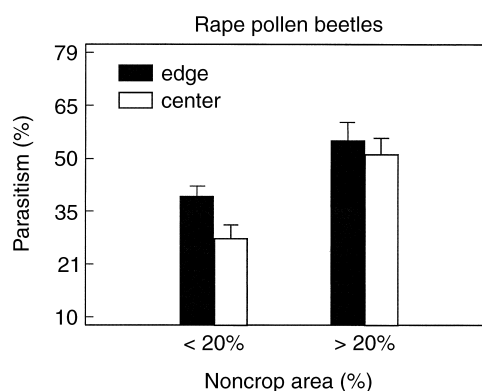 Rape pollen beetles
79
65
50
35
21
10
Parasitism (%)
edge
center
< 20%
> 20%
Noncrop area (%)